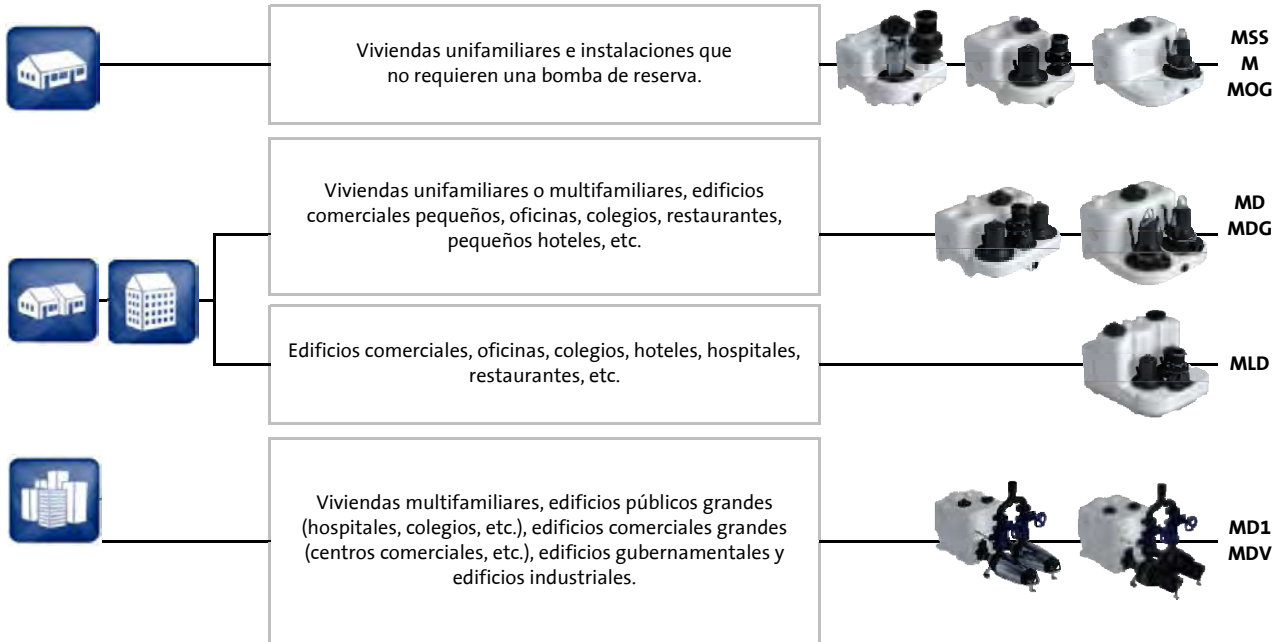 Viviendas unifamiliares e instalaciones que
no requieren una bomba de reserva.
MSS
M
MOG
Viviendas unifamiliares o multifamiliares, edificios
comerciales pequeños, oficinas, colegios, restaurantes,
pequeños hoteles, etc.
MD
MDG
Edificios comerciales, oficinas, colegios, hoteles, hospitales,
restaurantes, etc.
MLD
Viviendas multifamiliares, edificios públicos grandes
(hospitales, colegios, etc.), edificios comerciales grandes
(centros comerciales, etc.), edificios gubernamentales y
edificios industriales.
MD1
MDV